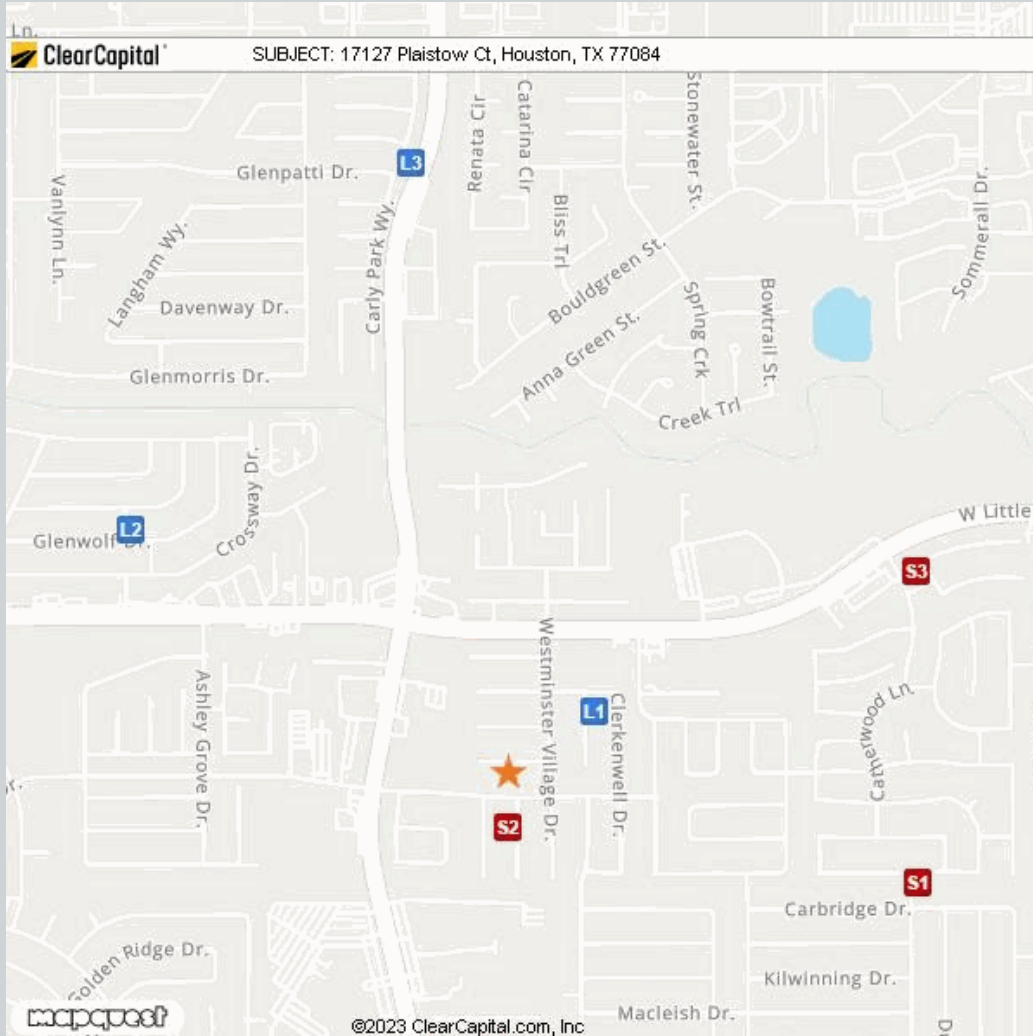 Ln.
ClearCapital
SUBJECT: 17127 Plaistow Ct, Houston, TX 77084
Renata Cir
Catarina Cir
Stonewater St.
Glenpatti Dr.
L3
Vanlynn Ln.
Langham Wy.
Carly Park Wy.
Bliss Trl
Sommerall Dr.
Bouldgreen St.
Davenway Dr.
Spring Crk
Bowtrail St.
Anna Green St.
Glenmorris Dr.
Creek Trl
Crossway Dr.
W Little
L2
Glenwolf Dr.
S3
Westminster Village Dr.
Ashley Grove Dr.
L1
Clerkenwell Dr.
Catherwood Ln
S2
S1
Carbridge Dr.
Golden Ridge Dr.
Kilwinning Dr.
Macleish Dr.
mapquest
©2023 ClearCapital.com, Inc